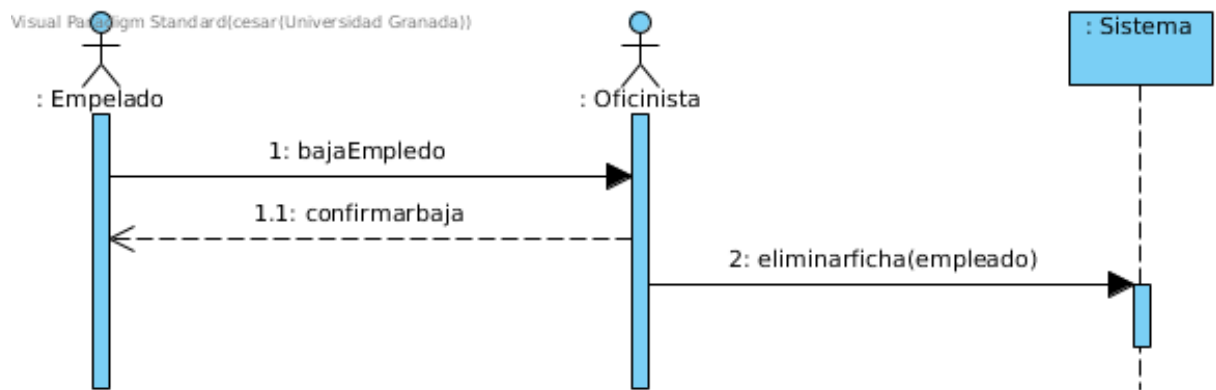 Visual Paradigm Standard(cesar(Universidad Granada))
: Sistema
: Empelado
: Oficinista
1: bajaEmpledo
1.1: confirmarbaja
2: eliminarficha(empleado)